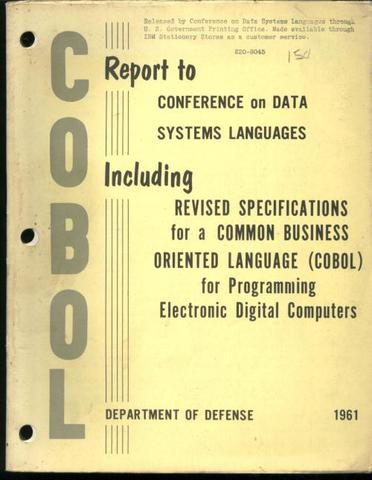 Released by Conference on Data Systems Languages through
U. S. Government Printing Office. Made available through
IBM Stationery Stores as a customer service.
E20-8045
150
COBOL
Report to
CONFERENCE on DATA
SYSTEMS LANGUAGES
Including
REVISED SPECIFICATIONS
for a COMMON BUSINESS
ORIENTED LANGUAGE (COBOL)
for Programming
Electronic Digital Computers
DEPARTMENT OF DEFENSE 1961